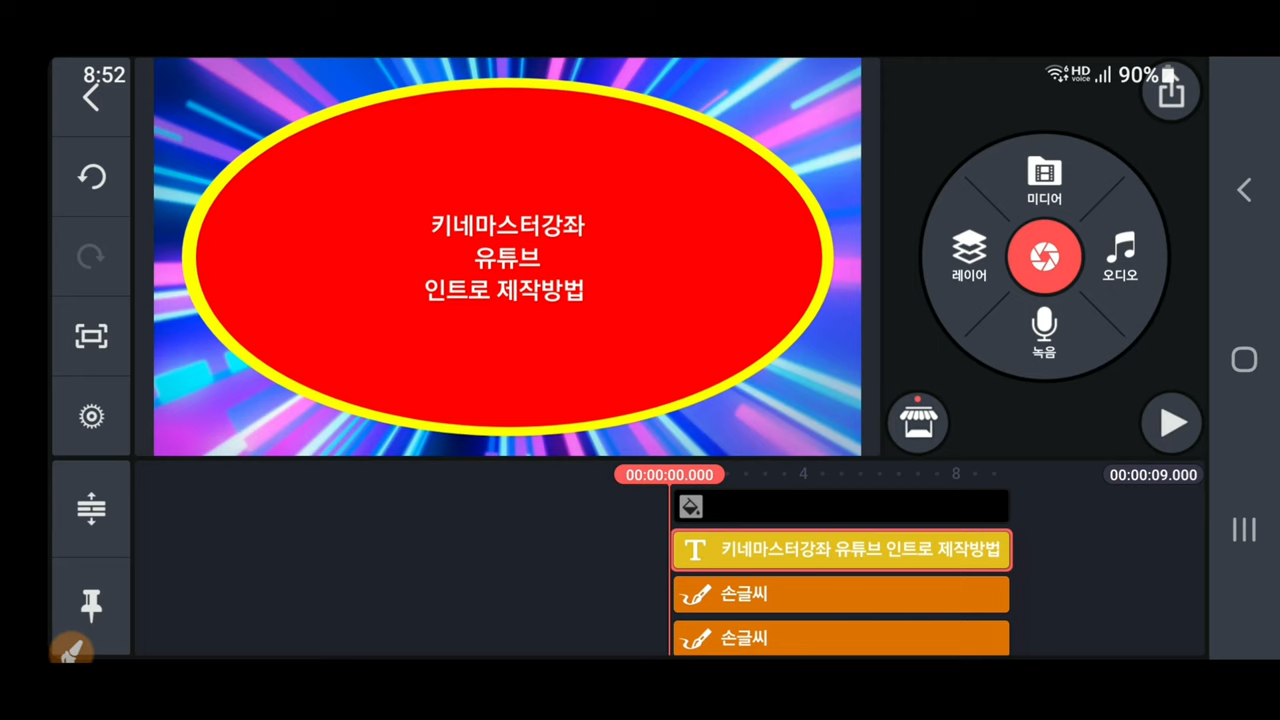 8:52
HD
voice
90%
키네마스터강좌
유튜브
인트로 제작방법
미디어
레이어
오디오
녹음
00:00:00.000
4
8
00:00:09.000
키네마스터강좌 유튜브 인트로 제작방법
손글씨
손글씨